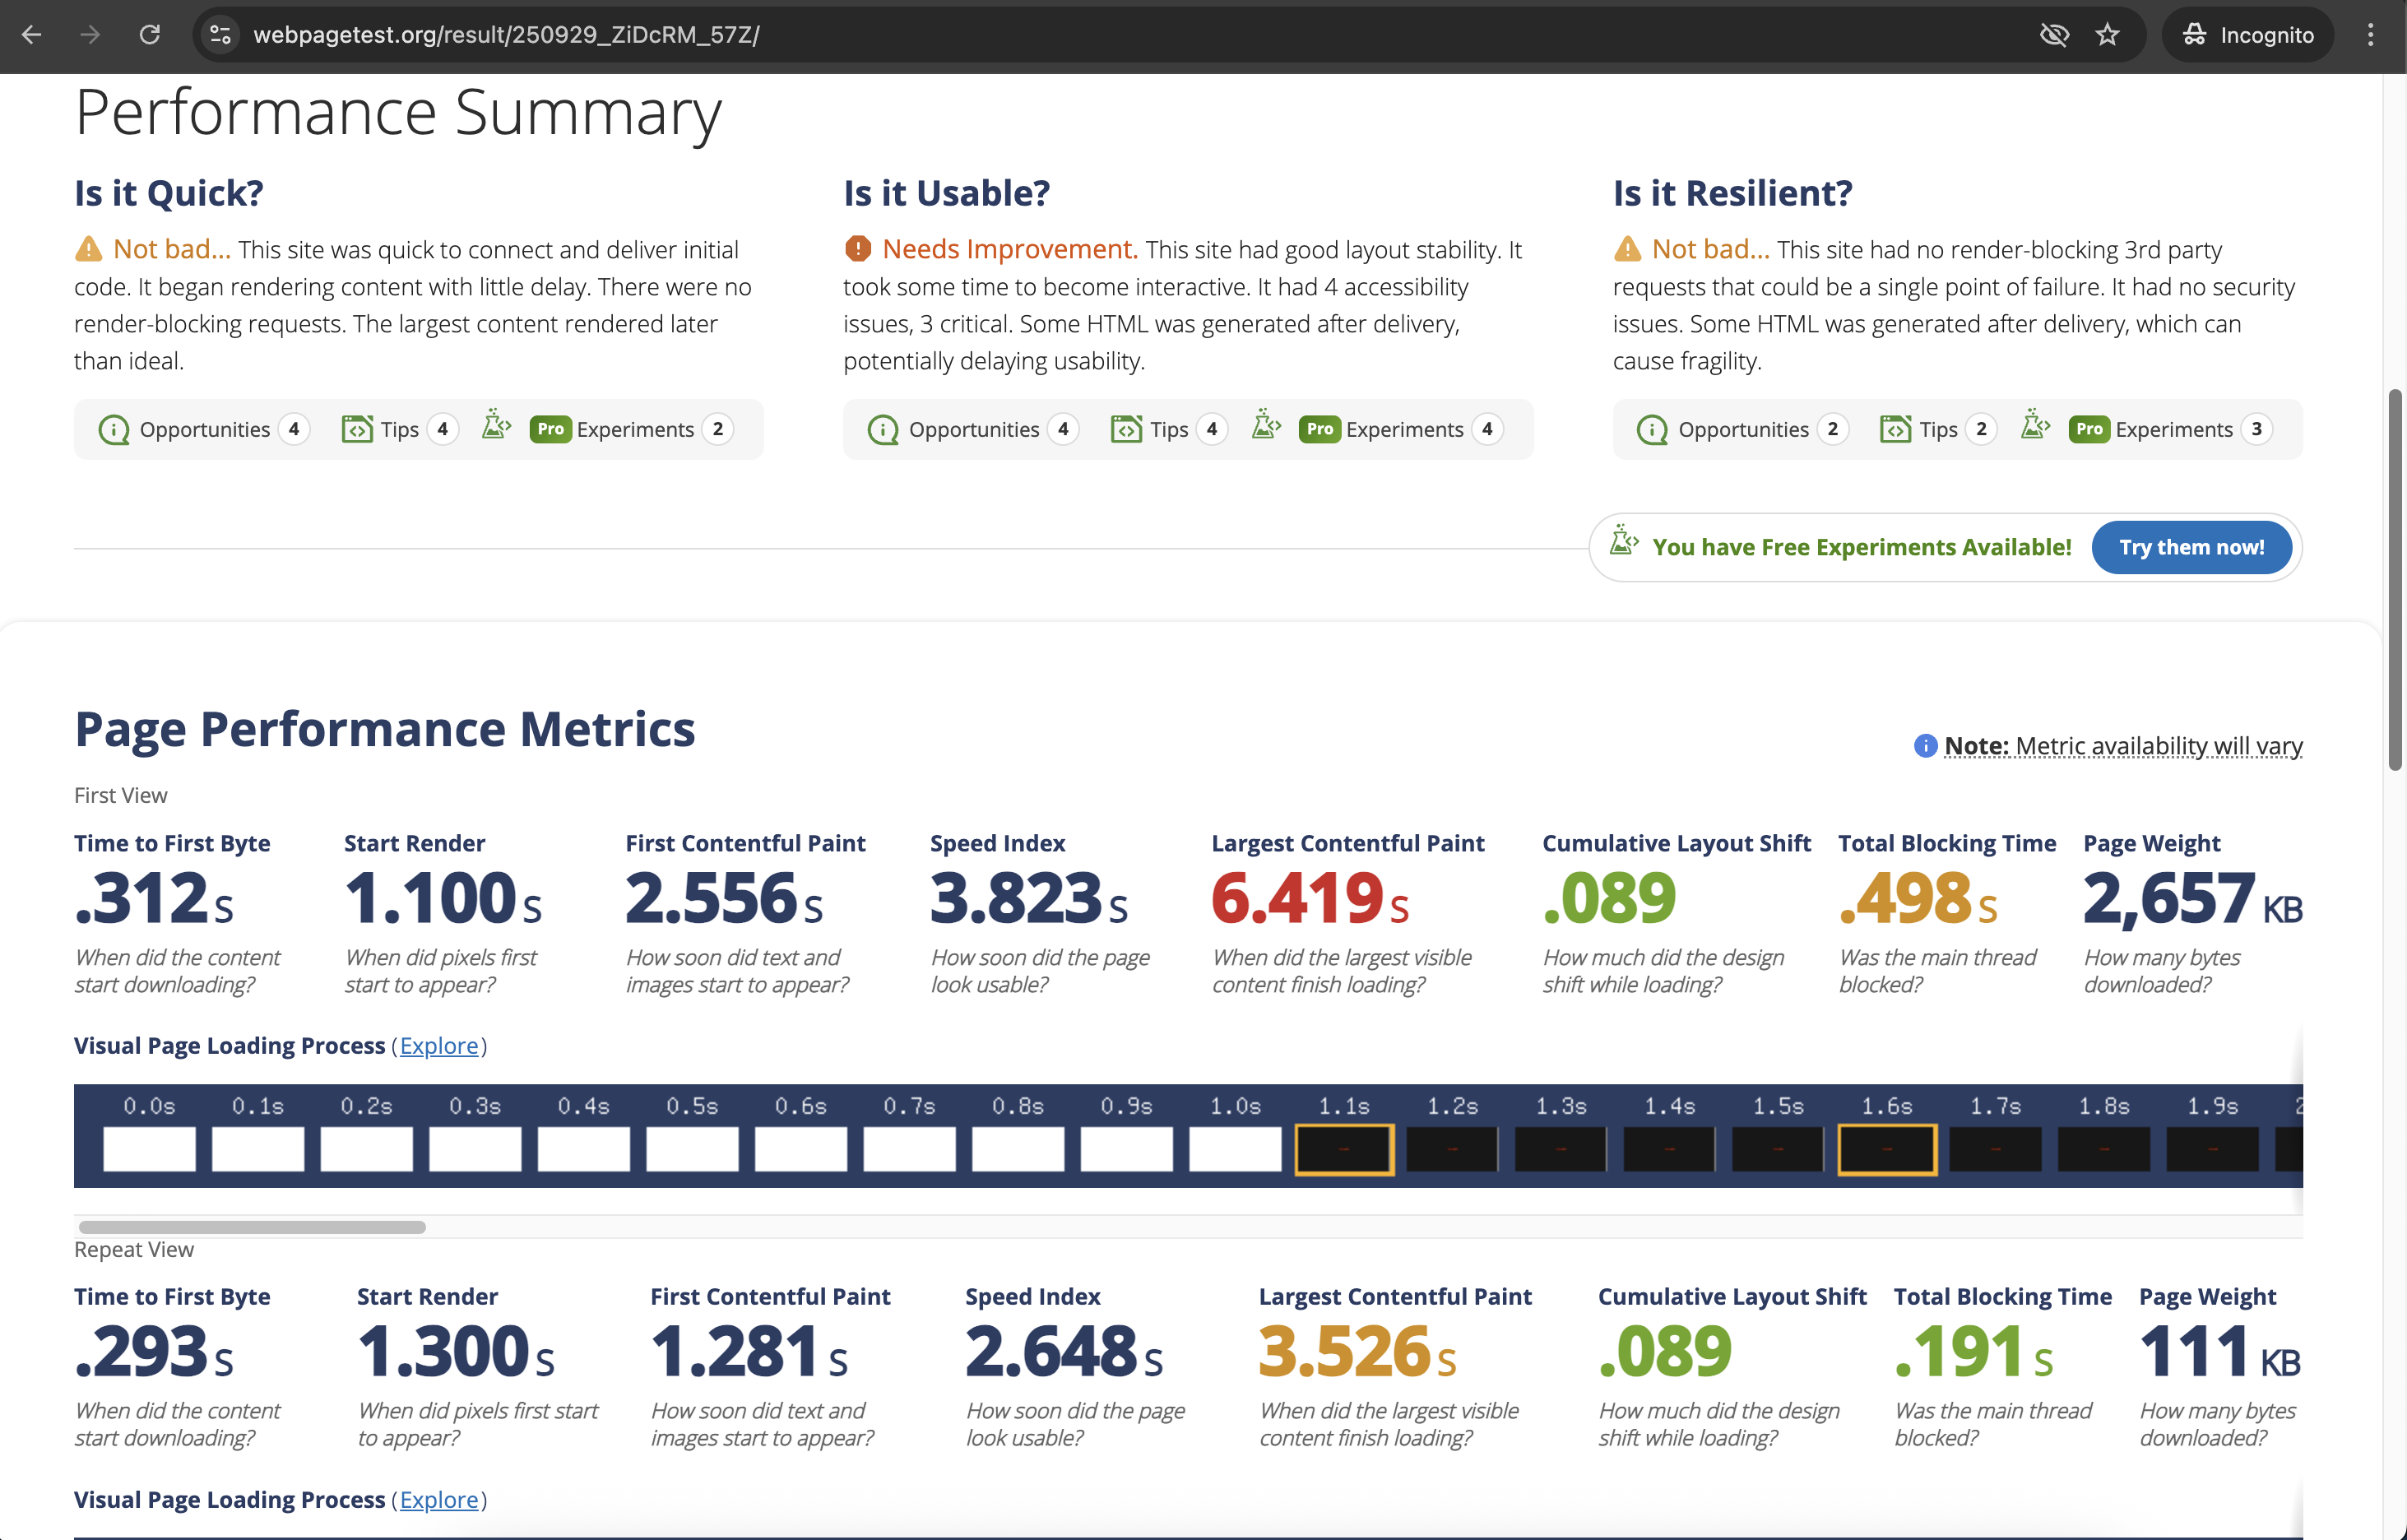 webpagetest.org/result/250929_ZiDcRM_57Z/
Incognito
Performance Summary
Is it Quick?
Not bad... This site was quick to connect and deliver initial
code. It began rendering content with little delay. There were no
render-blocking requests. The largest content rendered later
than ideal.
Opportunities 4 Tips 4 Pro Experiments 2
Is it Usable?
Needs Improvement. This site had good layout stability. It
took some time to become interactive. It had 4 accessibility
issues, 3 critical. Some HTML was generated after delivery,
potentially delaying usability.
Opportunities 4 Tips 4 Pro Experiments 4
Is it Resilient?
Not bad... This site had no render-blocking 3rd party
requests that could be a single point of failure. It had no security
issues. Some HTML was generated after delivery, which can
cause fragility.
Opportunities 2 Tips 2 Pro Experiments 3
You have Free Experiments Available! Try them now!
Page Performance Metrics
Note: Metric availability will vary
First View
Time to First Byte
.312 s
When did the content
start downloading?
Start Render
1.100 s
When did pixels first
start to appear?
First Contentful Paint
2.556 s
How soon did text and
images start to appear?
Speed Index
3.823 s
How soon did the page
look usable?
Largest Contentful Paint
6.419 s
When did the largest visible
content finish loading?
Cumulative Layout Shift
.089
How much did the design
shift while loading?
Total Blocking Time
.498 s
Was the main thread
blocked?
Page Weight
2,657 KB
How many bytes
downloaded?
Visual Page Loading Process (Explore)
0.0s 0.1s 0.2s 0.3s 0.4s 0.5s 0.6s 0.7s 0.8s 0.9s 1.0s 1.1s 1.2s 1.3s 1.4s 1.5s 1.6s 1.7s 1.8s 1.9s
Repeat View
Time to First Byte
.293 s
When did the content
start downloading?
Start Render
1.300 s
When did pixels first start
to appear?
First Contentful Paint
1.281 s
How soon did text and
images start to appear?
Speed Index
2.648 s
How soon did the page
look usable?
Largest Contentful Paint
3.526 s
When did the largest visible
content finish loading?
Cumulative Layout Shift
.089
How much did the design
shift while loading?
Total Blocking Time
.191 s
Was the main thread
blocked?
Page Weight
111 KB
How many bytes
downloaded?
Visual Page Loading Process (Explore)